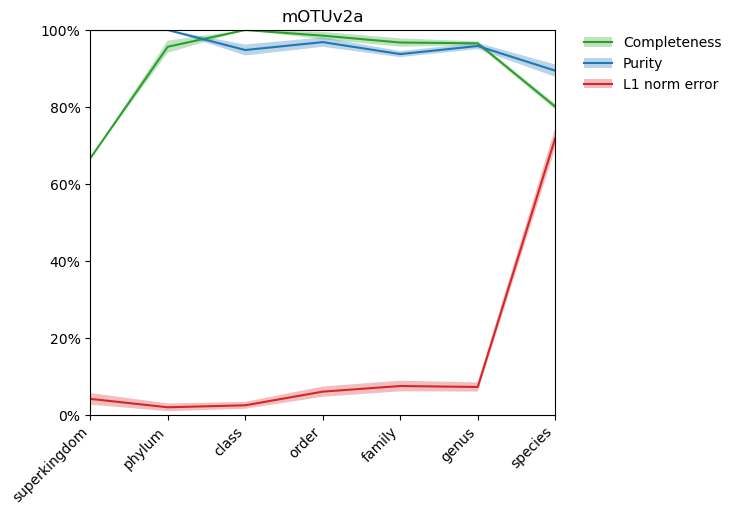 mOTUv2a
100%
80%
60%
40%
20%
0%
superkingdom
phylum
class
order
family
genus
species
Completeness
Purity
L1 norm error